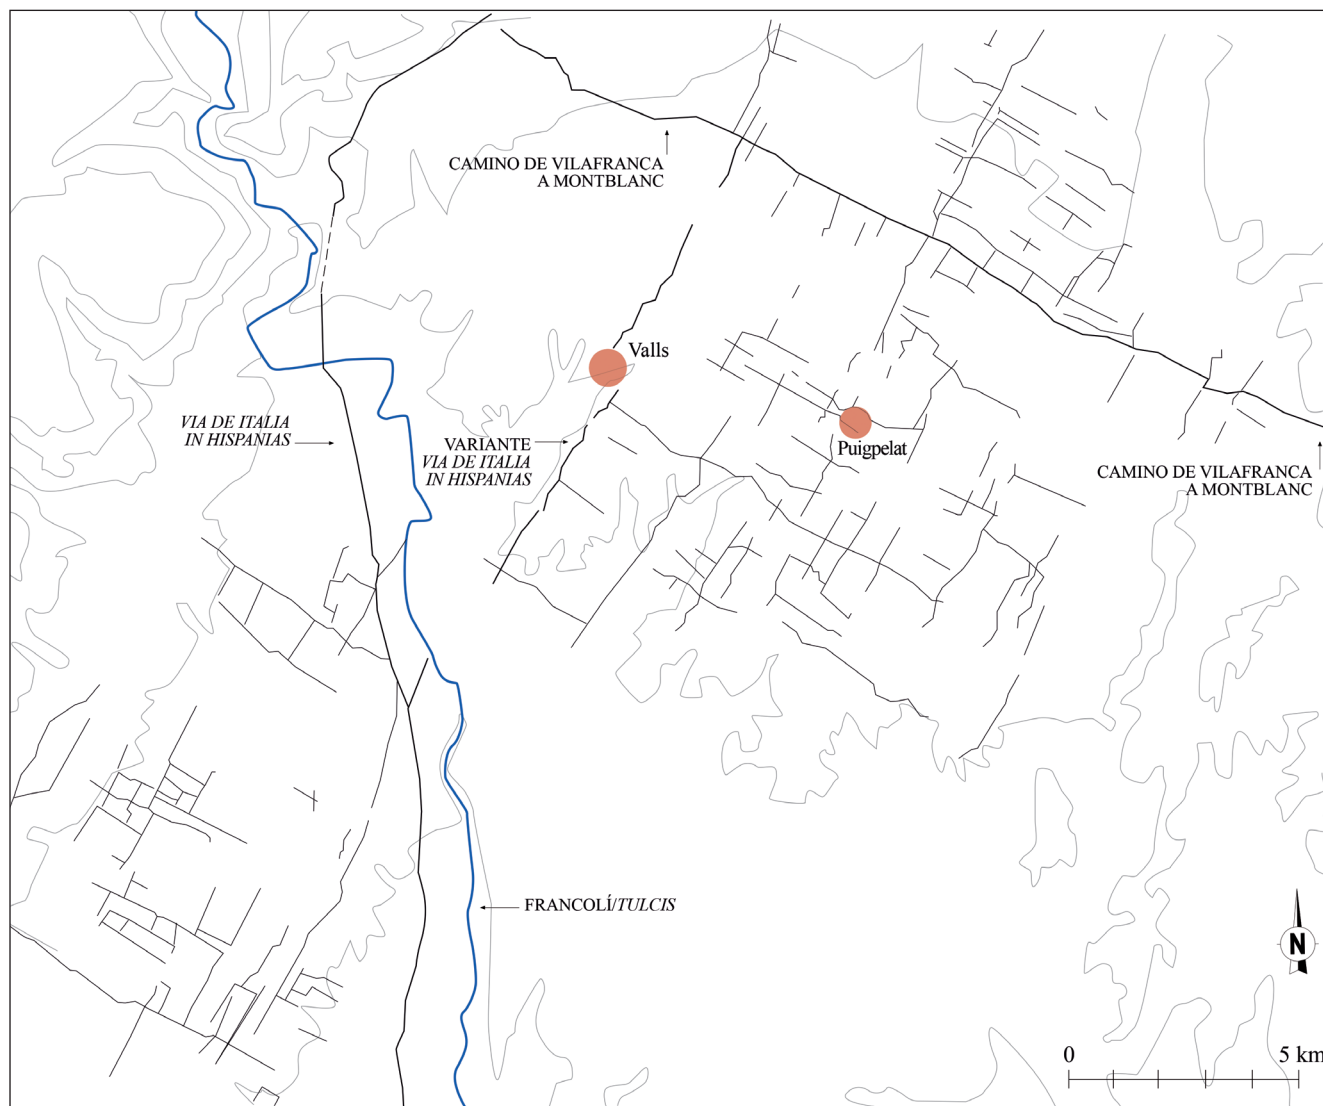 CAMINO DE VILAFRANCA
A MONTBLANC
Valls
VIA DE ITALIA
IN HISPANIAS
VARIANTE
VIA DE ITALIA
IN HISPANIAS
Puigpelat
CAMINO DE VILAFRANCA
A MONTBLANC
FRANCOLÍ/TULCIS
N
0 5 km